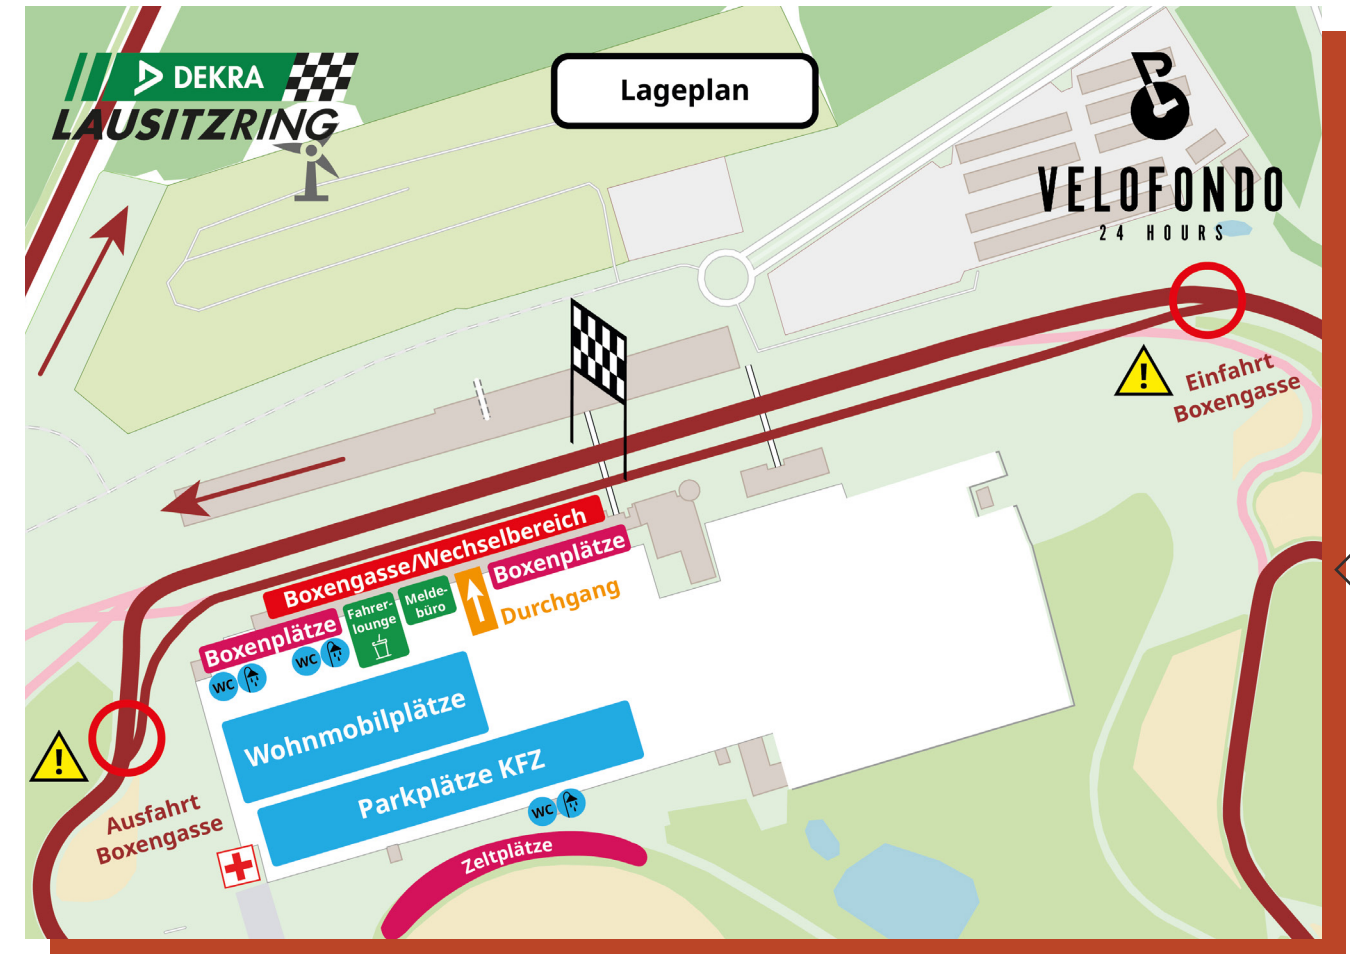 DEKRA
LAUSITZRING
Lageplan
VELOFONDO
24 HOURS
!
Einfahrt
Boxengasse
Boxengasse/Wechselbereich
Boxenplätze
Durchgang
Melde-
büro
Fahrer-
lounge
Boxenplätze
WC
WC
Wohnmobilplätze
Parkplätze KFZ
WC
!
Ausfahrt
Boxengasse
Zeltplätze